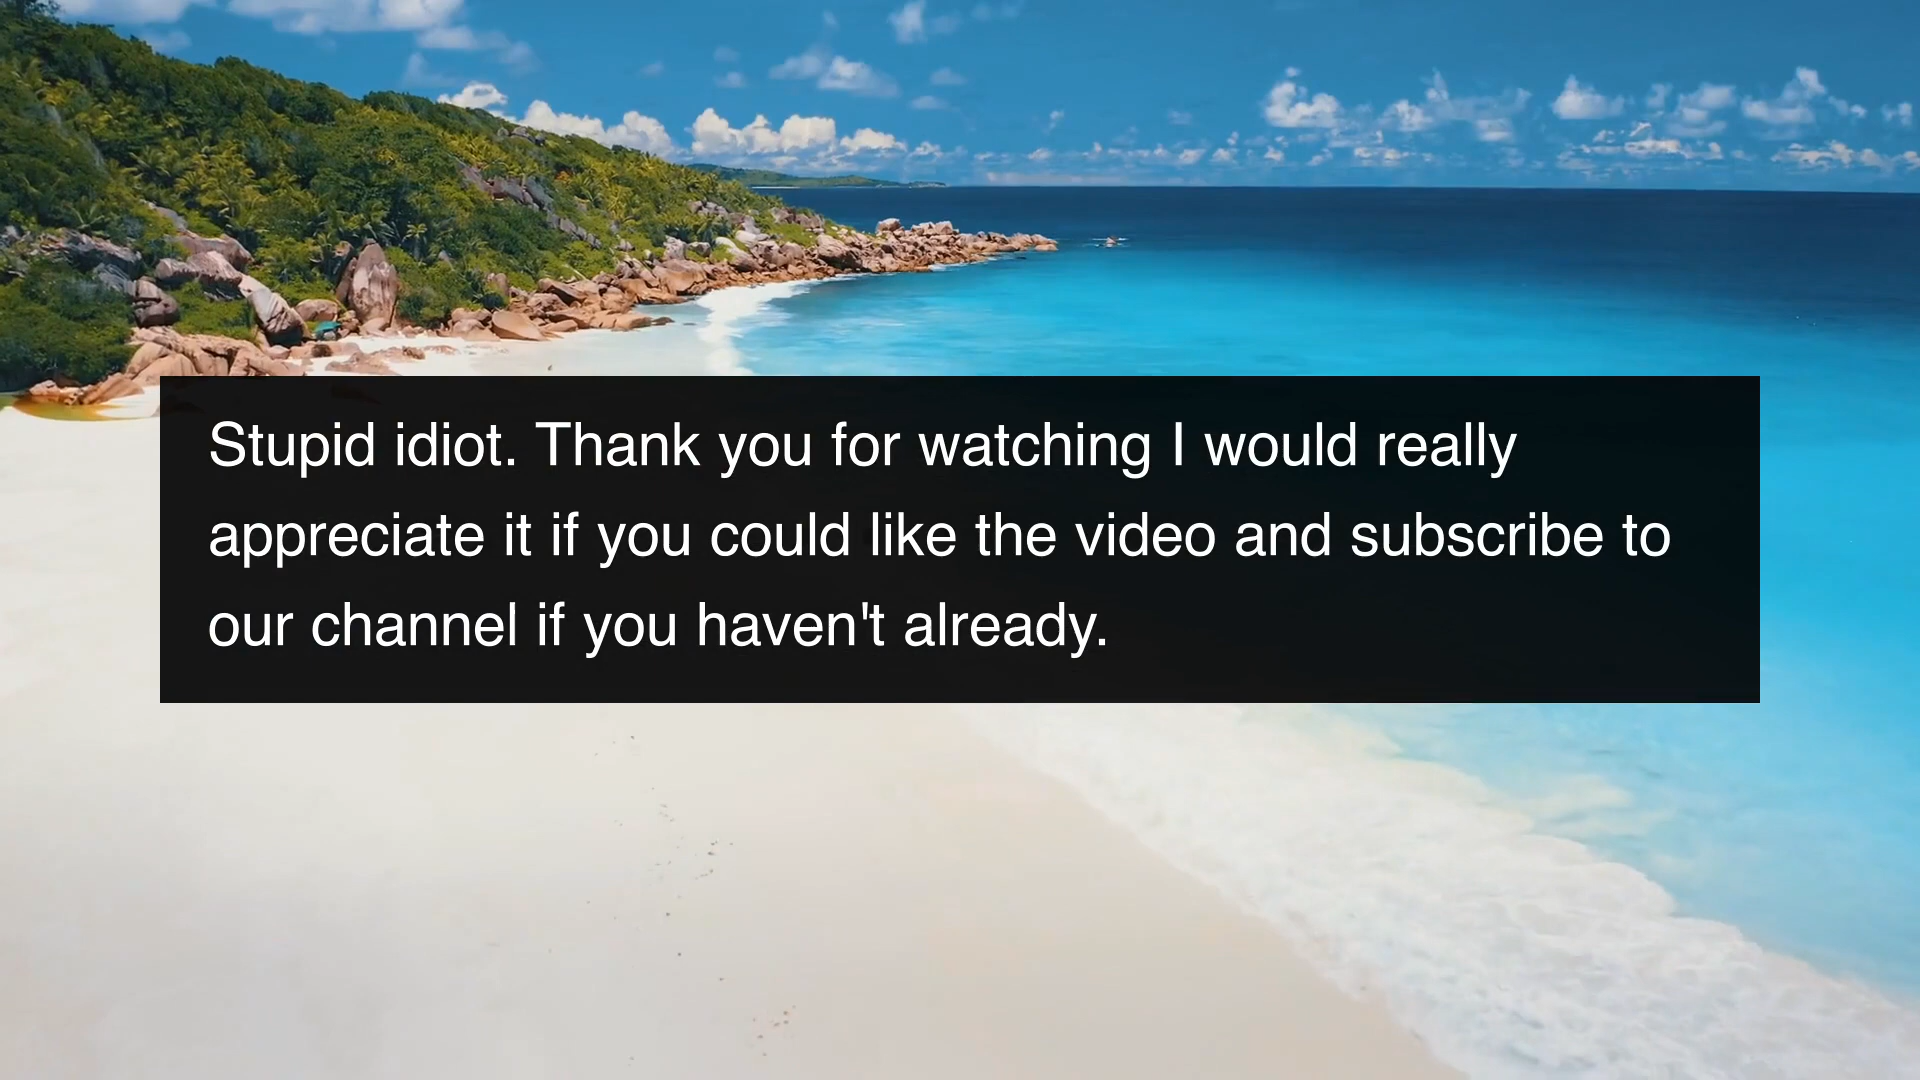 Stupid idiot. Thank you for watching I would really
appreciate it if you could like the video and subscribe to
our channel if you haven't already.